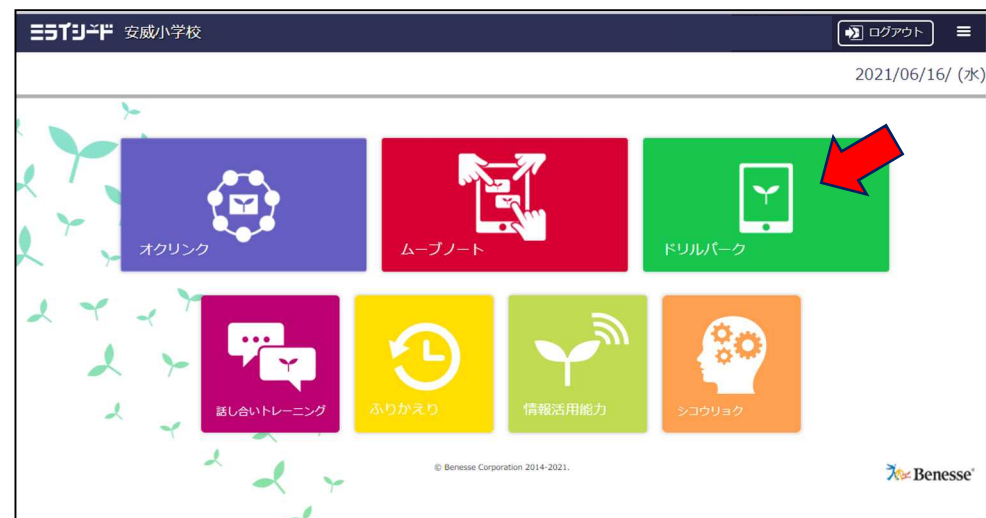 ミライシード 安威小学校
ログアウト
2021/06/16/ (水)
オクリンク
ムーブノート
ドリルパーク
話し合いトレーニング
ふりかえり
情報活用能力
シコウリョク
© Benesse Corporation 2014-2021.
Benesse®